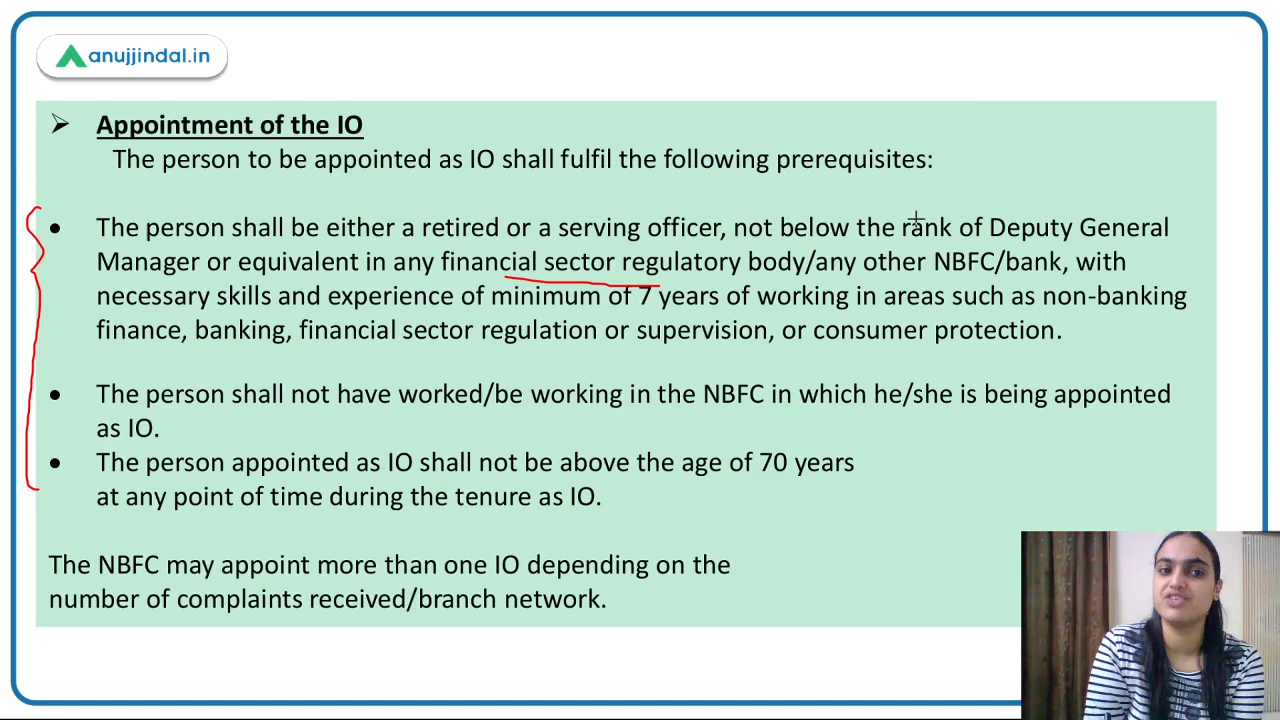 anujjindal.in
➢ Appointment of the IO
The person to be appointed as IO shall fulfil the following prerequisites:
• The person shall be either a retired or a serving officer, not below the rank of Deputy General
Manager or equivalent in any financial sector regulatory body/any other NBFC/bank, with
necessary skills and experience of minimum of 7 years of working in areas such as non-banking
finance, banking, financial sector regulation or supervision, or consumer protection.
• The person shall not have worked/be working in the NBFC in which he/she is being appointed
as IO.
• The person appointed as IO shall not be above the age of 70 years
at any point of time during the tenure as IO.
The NBFC may appoint more than one IO depending on the
number of complaints received/branch network.